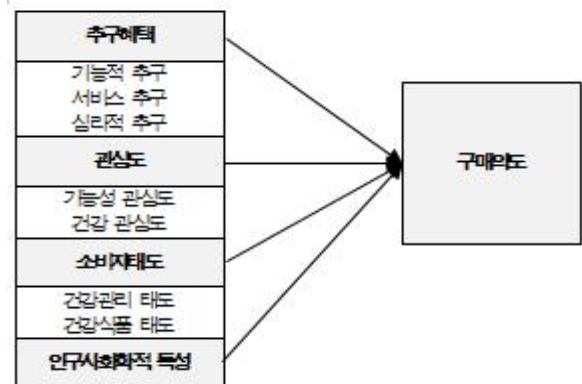 추구혜택
기능적 추구
서비스 추구
심리적 추구
관심도
기능성 관심도
건강 관심도
소비자태도
건강관리 태도
건강식품 태도
인구사회학적 특성
구매의도